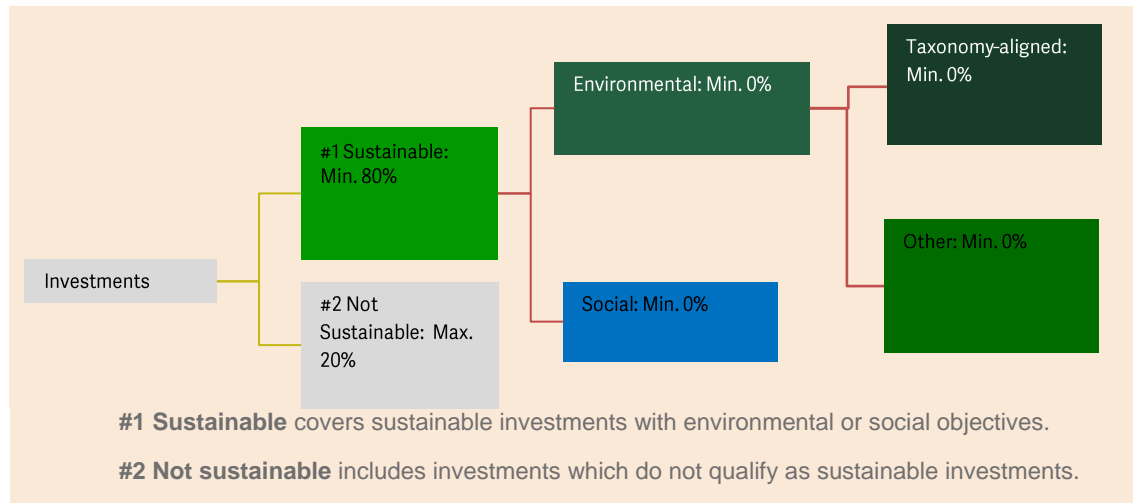 Investments
#1 Sustainable:
Min. 80%
#2 Not
Sustainable: Max.
20%
Environmental: Min. 0%
Social: Min. 0%
Taxonomy-aligned:
Min. 0%
Other: Min. 0%
#1 Sustainable covers sustainable investments with environmental or social objectives.
#2 Not sustainable includes investments which do not qualify as sustainable investments.